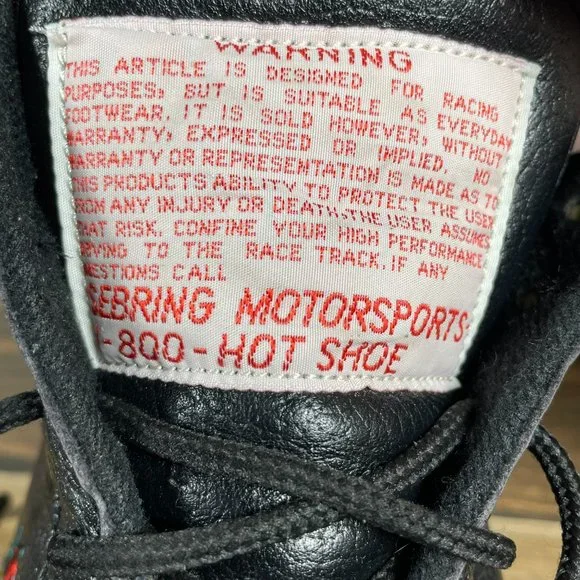 WARNING
THIS ARTICLE IS DESIGNED FOR RACING
PURPOSES, BUT IS SUITABLE AS EVERYDAY
FOOTWEAR, IT IS SOLD HOWEVER, WITHOUT
WARRANTY, EXPRESSED OR IMPLIED. NO
WARRANTY OR REPRESENTATION IS MADE AS TO
THIS PRODUCTS ABILITY TO PROTECT THE USER
FROM ANY INJURY OR DEATH, THE USER ASSUMES
THAT RISK. CONFINE YOUR HIGH PERFORMANCE
DRIVING TO THE RACE TRACK. IF ANY
QUESTIONS CALL
SEBRING MOTORSPORTS
1-800-HOT SHOE